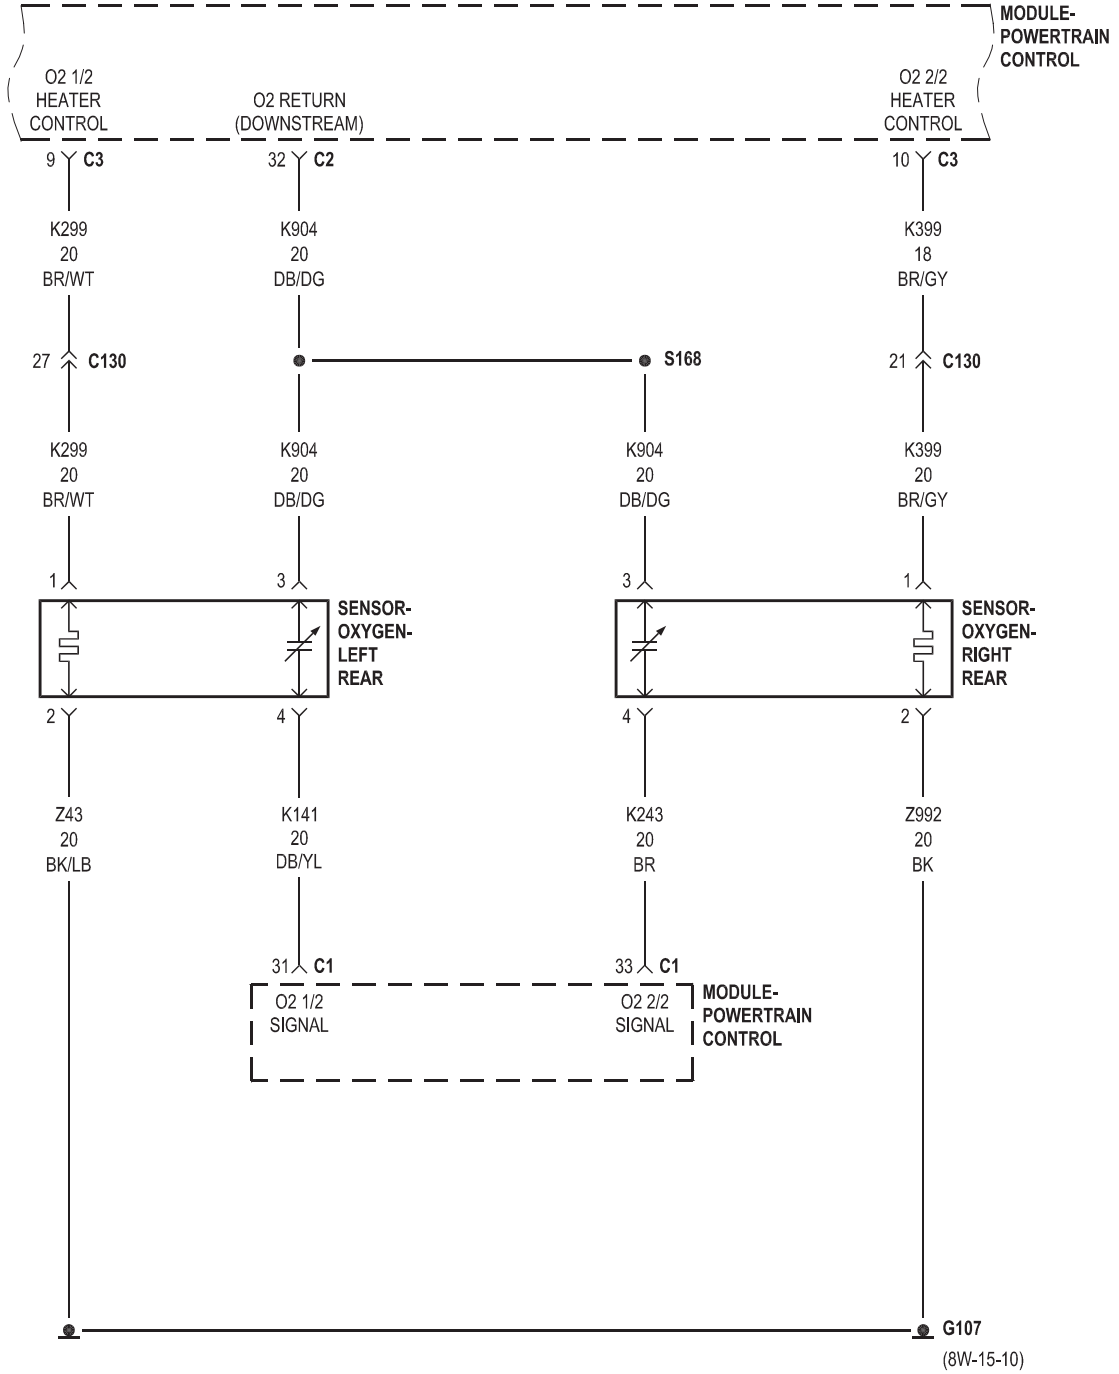 MODULE-
POWERTRAIN
CONTROL
O2 1/2
HEATER
CONTROL
O2 RETURN
(DOWNSTREAM)
O2 2/2
HEATER
CONTROL
9 C3
32 C2
10 C3
K299
20
BR/WT
K904
20
DB/DG
K399
18
BR/GY
27 C130
S168
21 C130
K299
20
BR/WT
K904
20
DB/DG
K904
20
DB/DG
K399
20
BR/GY
1
3
3
1
SENSOR-
OXYGEN-
LEFT
REAR
SENSOR-
OXYGEN-
RIGHT
REAR
2
4
4
2
Z43
20
BK/LB
K141
20
DB/YL
K243
20
BR
Z992
20
BK
31 C1
33 C1
O2 1/2
SIGNAL
O2 2/2
SIGNAL
MODULE-
POWERTRAIN
CONTROL
G107
(8W-15-10)